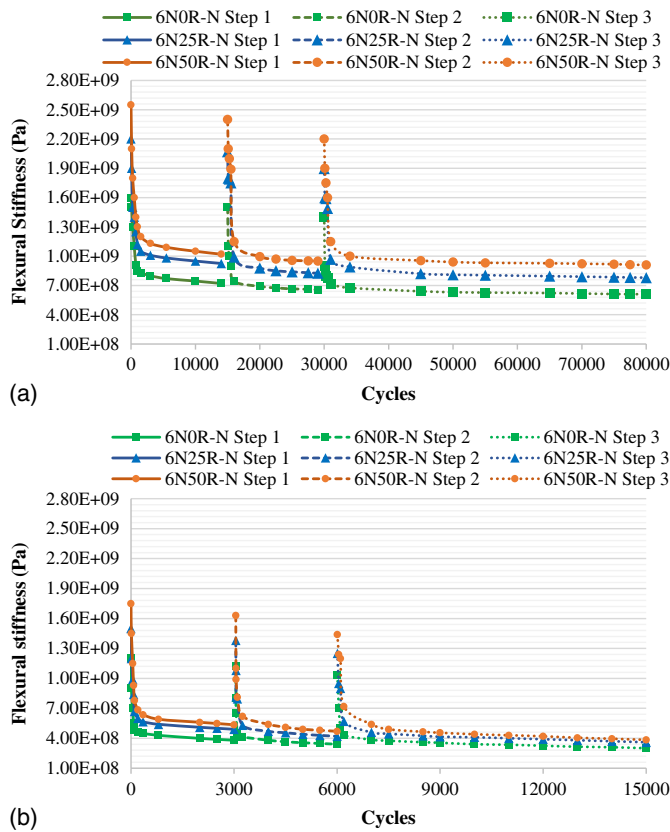 6N0R-N Step 1 6N0R-N Step 2 6N0R-N Step 3
6N25R-N Step 1 6N25R-N Step 2 6N25R-N Step 3
6N50R-N Step 1 6N50R-N Step 2 6N50R-N Step 3
Flexural Stiffness (Pa)
2.80E+09
2.50E+09
2.20E+09
1.90E+09
1.60E+09
1.30E+09
1.00E+09
7.00E+08
4.00E+08
1.00E+08
0 10000 20000 30000 40000 50000 60000 70000 80000
Cycles
(a)
6N0R-N Step 1 6N0R-N Step 2 6N0R-N Step 3
6N25R-N Step 1 6N25R-N Step 2 6N25R-N Step 3
6N50R-N Step 1 6N50R-N Step 2 6N50R-N Step 3
Flexural stiffness (Pa)
2.80E+09
2.50E+09
2.20E+09
1.90E+09
1.60E+09
1.30E+09
1.00E+09
7.00E+08
4.00E+08
1.00E+08
0 3000 6000 9000 12000 15000
Cycles
(b)